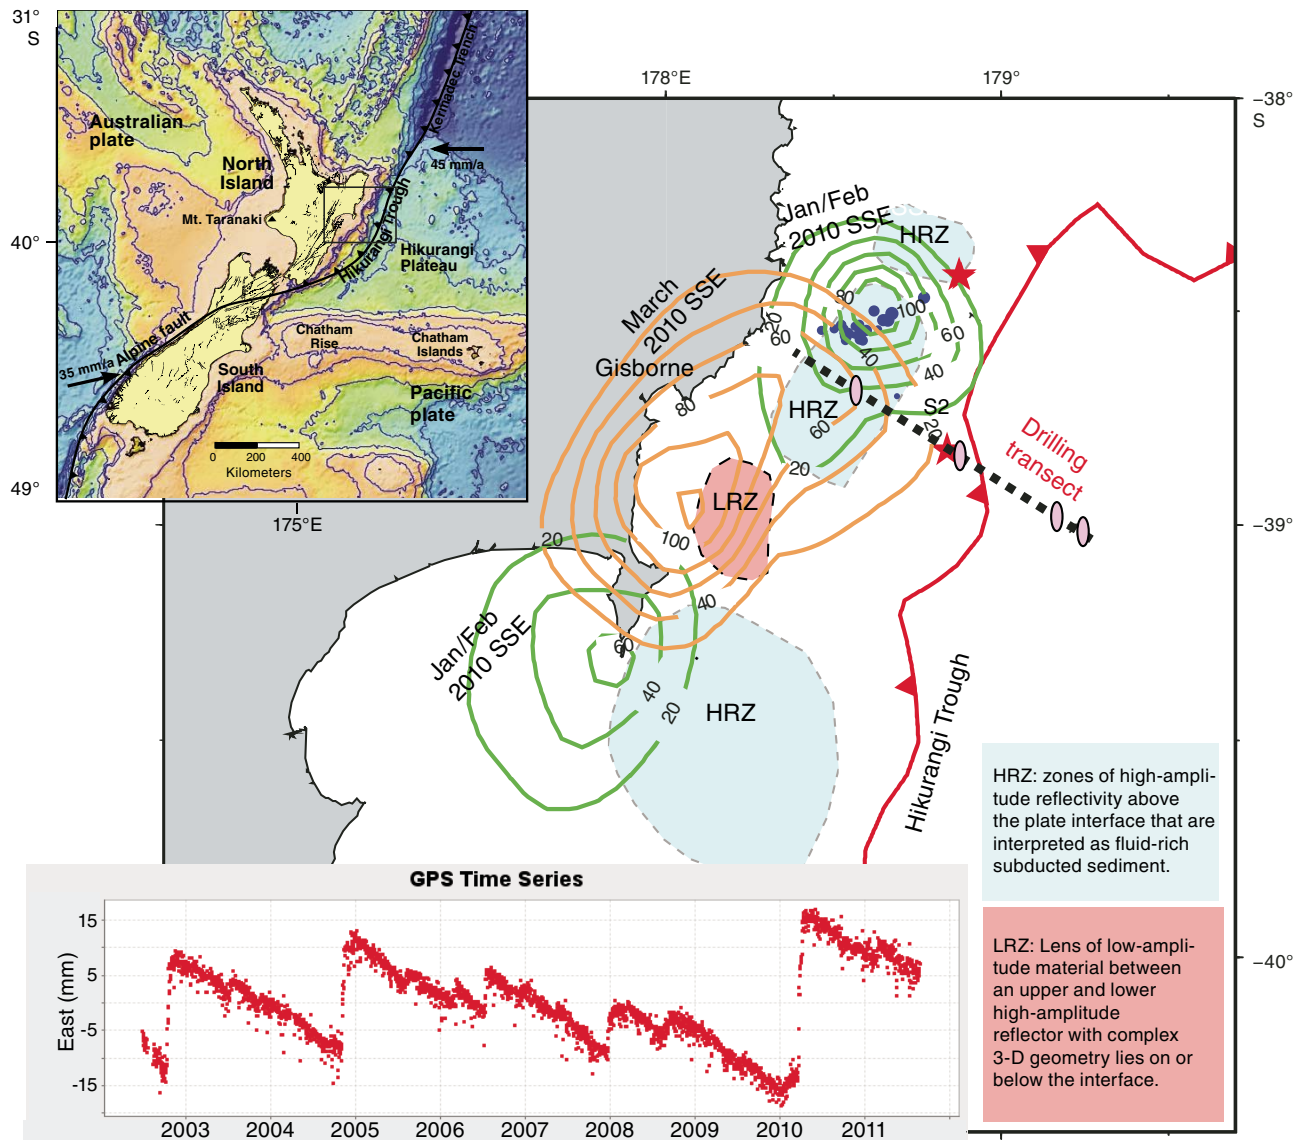 31°
S
40°
49°
175°E
Australian
plate
North
Island
Mt. Taranaki
Kermadec trench
45 mm/a
Hikurangi Trough
Hikurangi
Plateau
Chatham
Rise
Chatham
Islands
35 mm/a
Alpine fault
South
Island
Pacific
plate
0 200 400
Kilometers
178°E
179°
−38°
S
−39°
−40°
Jan/Feb
2010 SSE
HRZ
March
2010 SSE
Gisborne
20
60
80
100
60
40
40
80
HRZ
60
20
S2
20
Drilling
transect
LRZ
100
20
40
Jan/Feb
2010 SSE
60
40
20
HRZ
Hikurangi Trough
HRZ: zones of high-ampli-
tude reflectivity above
the plate interface that are
interpreted as fluid-rich
subducted sediment.
LRZ: Lens of low-ampli-
tude material between
an upper and lower
high-amplitude
reflector with complex
3-D geometry lies on or
below the interface.
GPS Time Series
East (mm)
15
5
-5
-15
2003 2004 2005 2006 2007 2008 2009 2010 2011